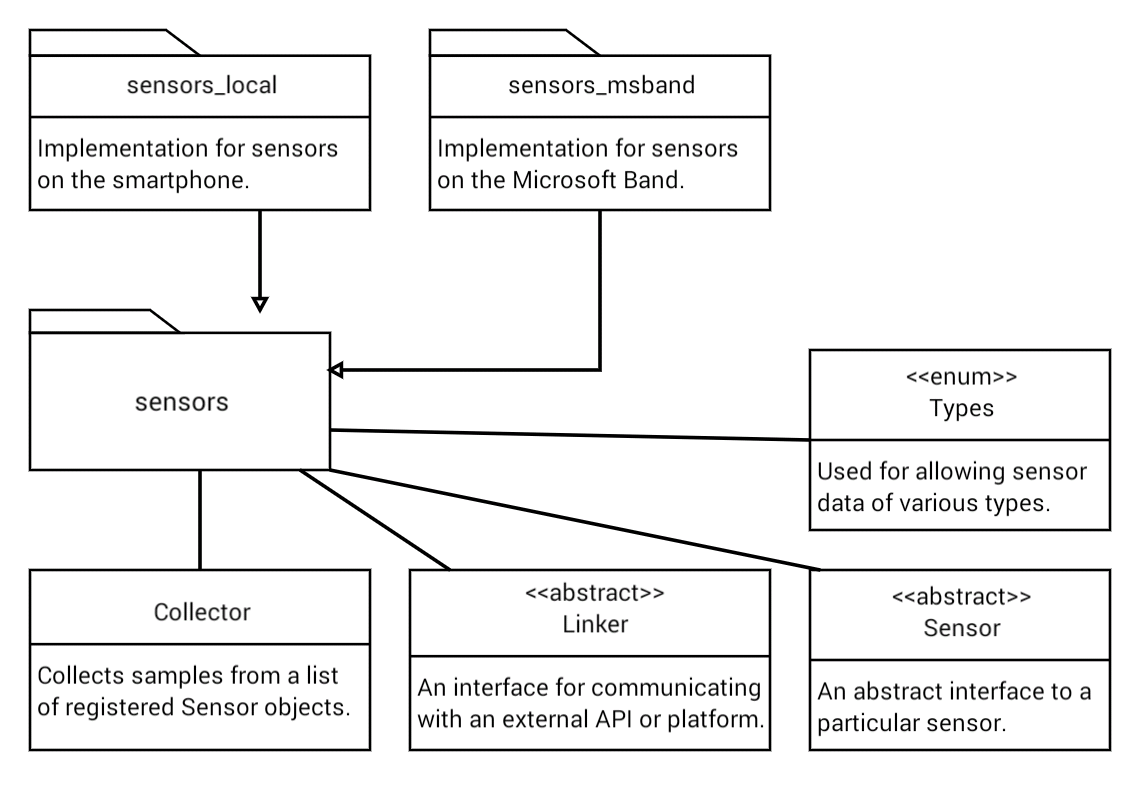 sensors_local
Implementation for sensors
on the smartphone.
sensors_msband
Implementation for sensors
on the Microsoft Band.
sensors
<<enum>>
Types
Used for allowing sensor
data of various types.
Collector
Collects samples from a list
of registered Sensor objects.
<<abstract>>
Linker
An interface for communicating
with an external API or platform.
<<abstract>>
Sensor
An abstract interface to a
particular sensor.